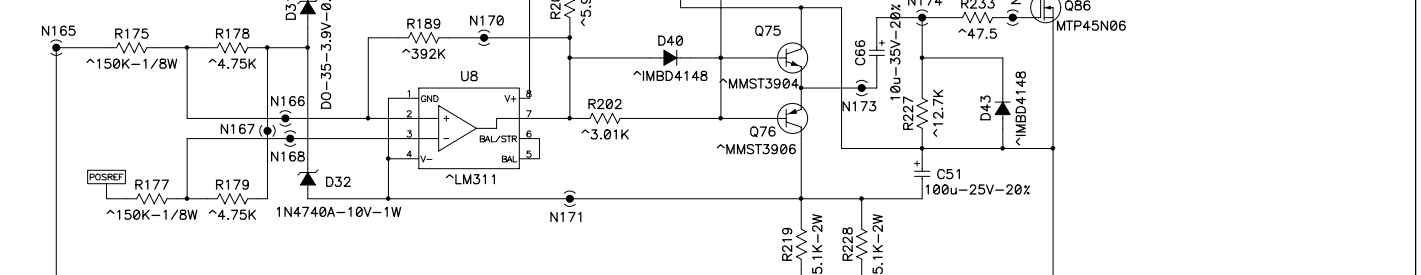 N165
R175
^150K-1/8W
R178
^4.75K
DO-35-3.9V-0.
R189
^392K
N170
D40
^IMBD4148
Q75
^MMST3904
C66
10u-35V-20%
N174
R233
^47.5
Q86
MTP45N06
N173
R227
^12.7K
D43
^IMBD4148
U8
N166
N167
N168
1
GND
V+
8
2
+
7
3
-
BAL/STR
6
4
V-
BAL
5
^LM311
R202
^3.01K
Q76
^MMST3906
C51
100u-25V-20%
POSREF
R177
^150K-1/8W
R179
^4.75K
D32
1N4740A-10V-1W
N171
R219
5.1K-2W
R228
5.1K-2W